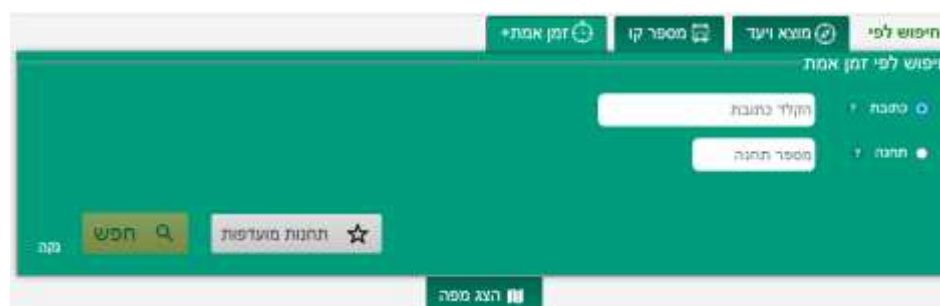 חיפוש לפי מוצא ויעד מספר קו זמן אמת+
חיפוש לפי זמן אמת
כתובת ? הקלד כתובת
תחנה ? מספר תחנה
תחנות מועדפות חפש נקה
הצג מפה